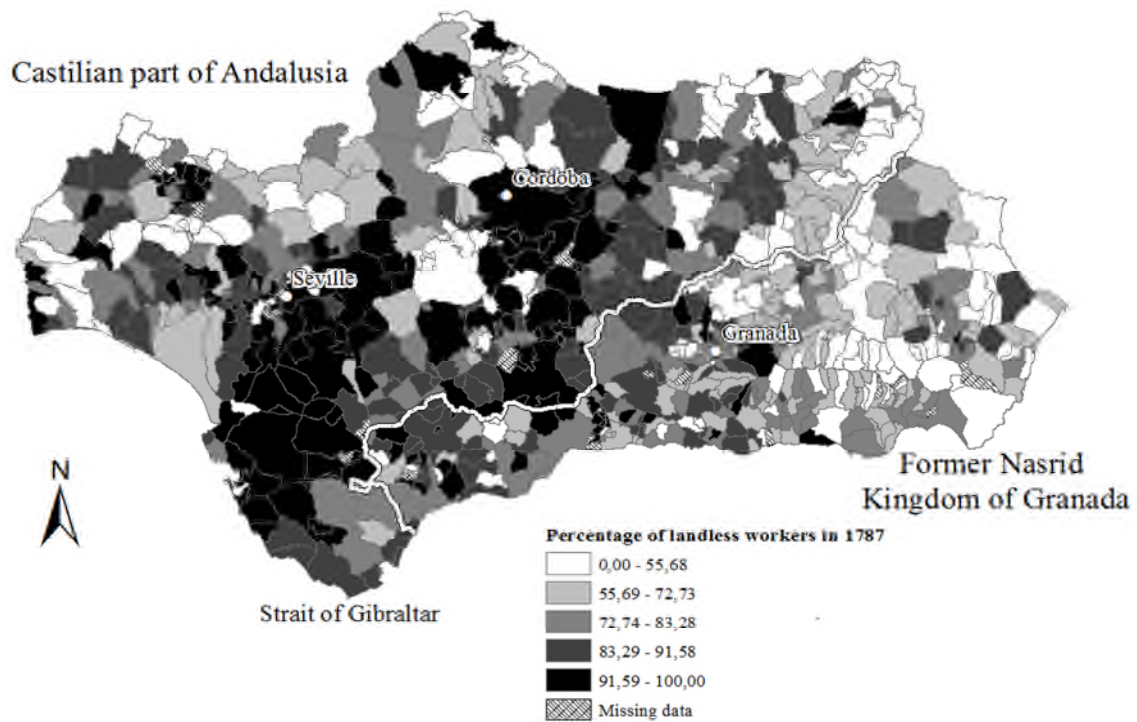 Castilian part of Andalusia
Cordoba
Seville
Granada
N
Former Nasrid
Kingdom of Granada
Strait of Gibraltar
Percentage of landless workers in 1787
0,00 - 55,68
55,69 - 72,73
72,74 - 83,28
83,29 - 91,58
91,59 - 100,00
Missing data